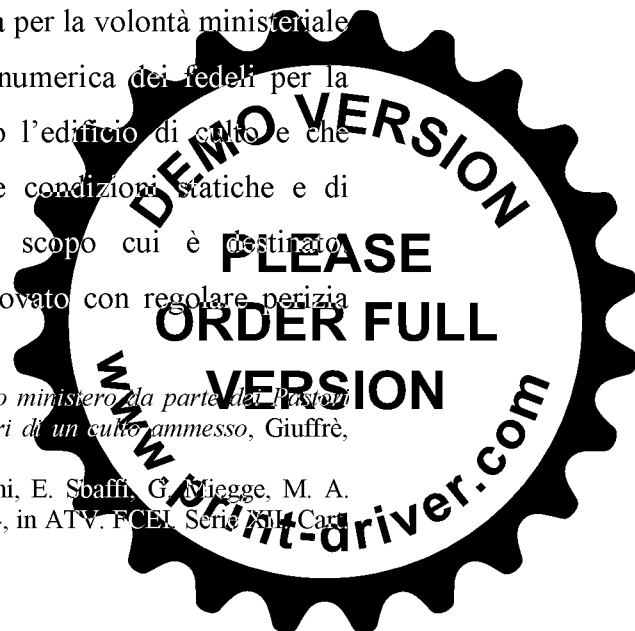 a per la volontà ministeriale
numerica dei fedeli per la
o l'edificio di culto e che
e condizioni statiche e di
scopo cui è destinato,
ovato con regolare perizia
o ministero da parte dei Pastori
ri di un culto ammesso, Giuffrè,
ni, E. Sbaffi, G. Miegge, M. A.
, in ATV. FCEI. Serie XII. Cart.
DEMO VERSION
PLEASE
ORDER FULL
VERSION
www.print-driver.com